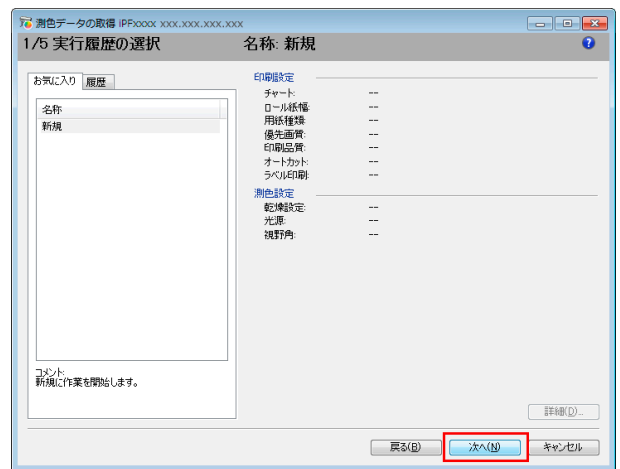 測色データの取得 iPFxxxx xxx.xxx.xxx.xxx
1/5 実行履歴の選択
名称: 新規
お気に入り 履歴
名称
新規
コメント:
新規に作業を開始します。
印刷設定
チャート: --
ロール紙幅: --
用紙種類: --
優先画質: --
印刷品質: --
オートカット: --
ラベル印刷: --
測色設定
乾燥設定: --
光源: --
視野角: --
詳細(D)...
戻る(B) 次へ(N) キャンセル